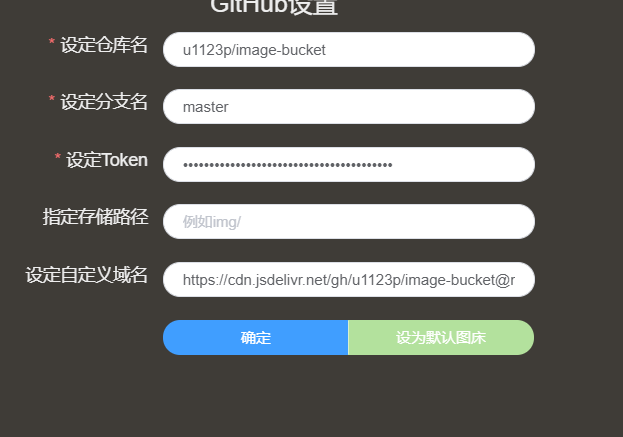 GitHub设置
* 设定仓库名
u1123p/image-bucket
* 设定分支名
master
* 设定Token
••••••••••••••••••••••••••••••••••••••••
指定存储路径
例如img/
设定自定义域名
https://cdn.jsdelivr.net/gh/u1123p/image-bucket@r
确定
设为默认图床